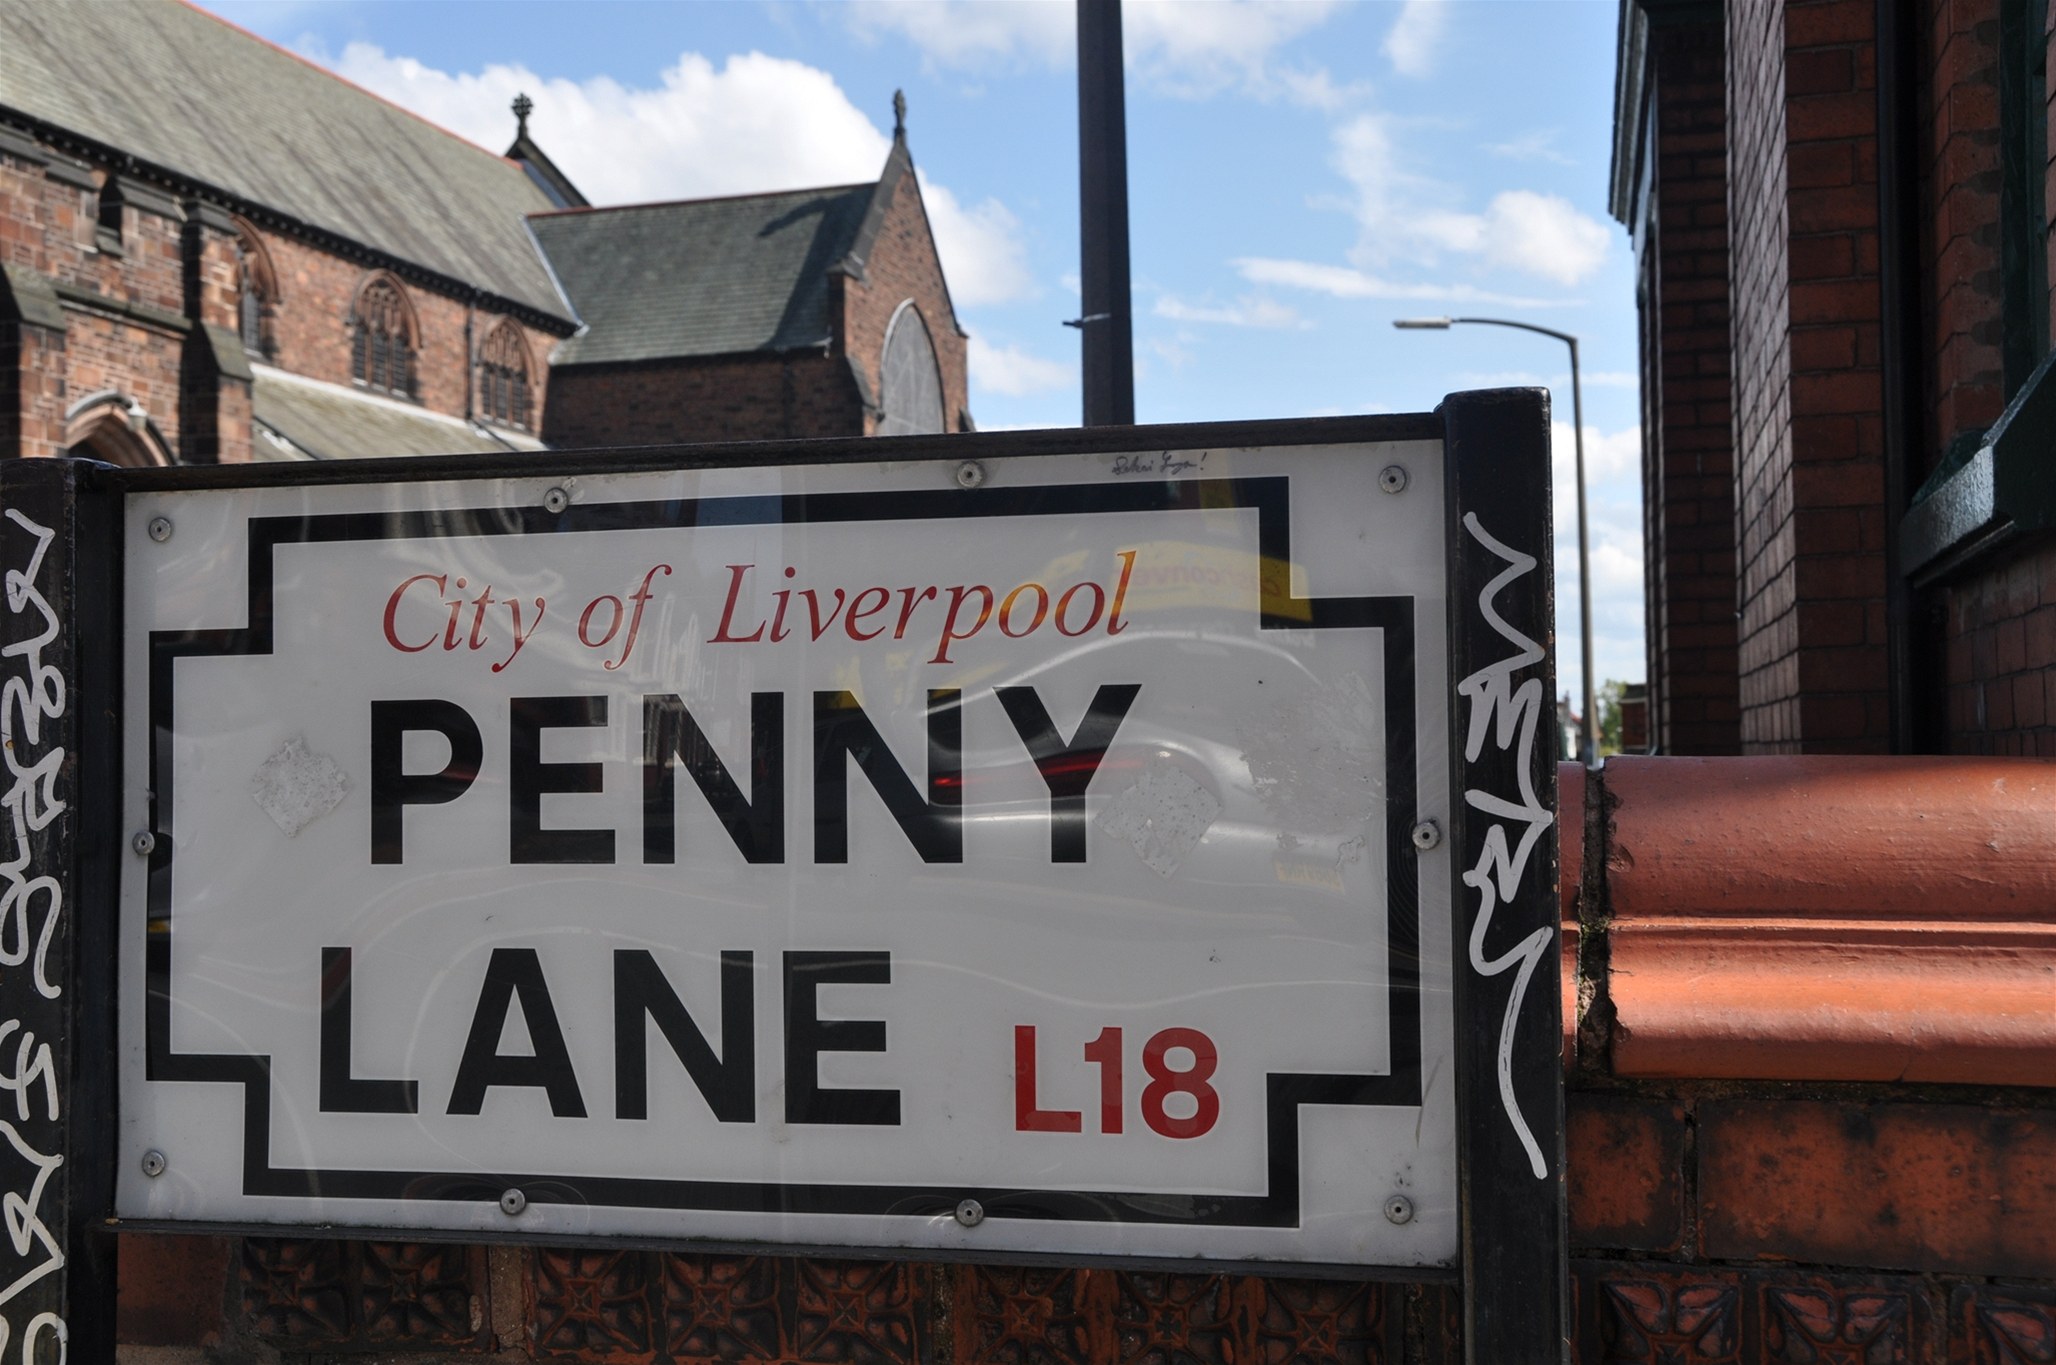 City of Liverpool
PENNY
LANE L18